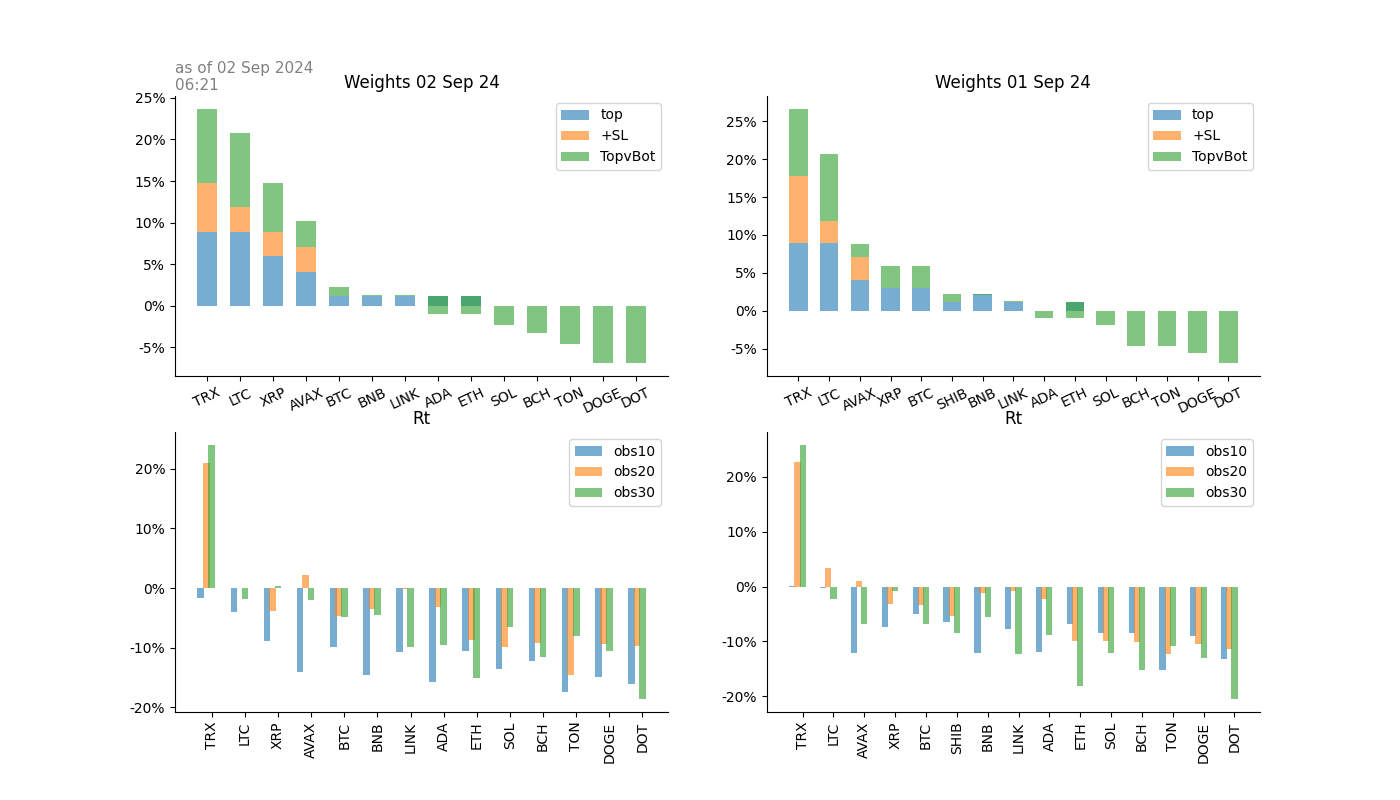 as of 02 Sep 2024
06:21
Weights 02 Sep 24
25%
20%
15%
10%
5%
0%
-5%
top
+SL
TopvBot
TRX LTC XRP AVAX BTC BNB LINK ADA ETH SOL BCH TON DOGE DOT
Weights 01 Sep 24
25%
20%
15%
10%
5%
0%
-5%
top
+SL
TopvBot
TRX LTC AVAX XRP BTC SHIB BNB LINK ADA ETH SOL BCH TON DOGE DOT
Rt
20%
10%
0%
-10%
-20%
obs10
obs20
obs30
TRX LTC XRP AVAX BTC BNB LINK ADA ETH SOL BCH TON DOGE DOT
Rt
20%
10%
0%
-10%
-20%
obs10
obs20
obs30
TRX LTC AVAX XRP BTC SHIB BNB LINK ADA ETH SOL BCH TON DOGE DOT